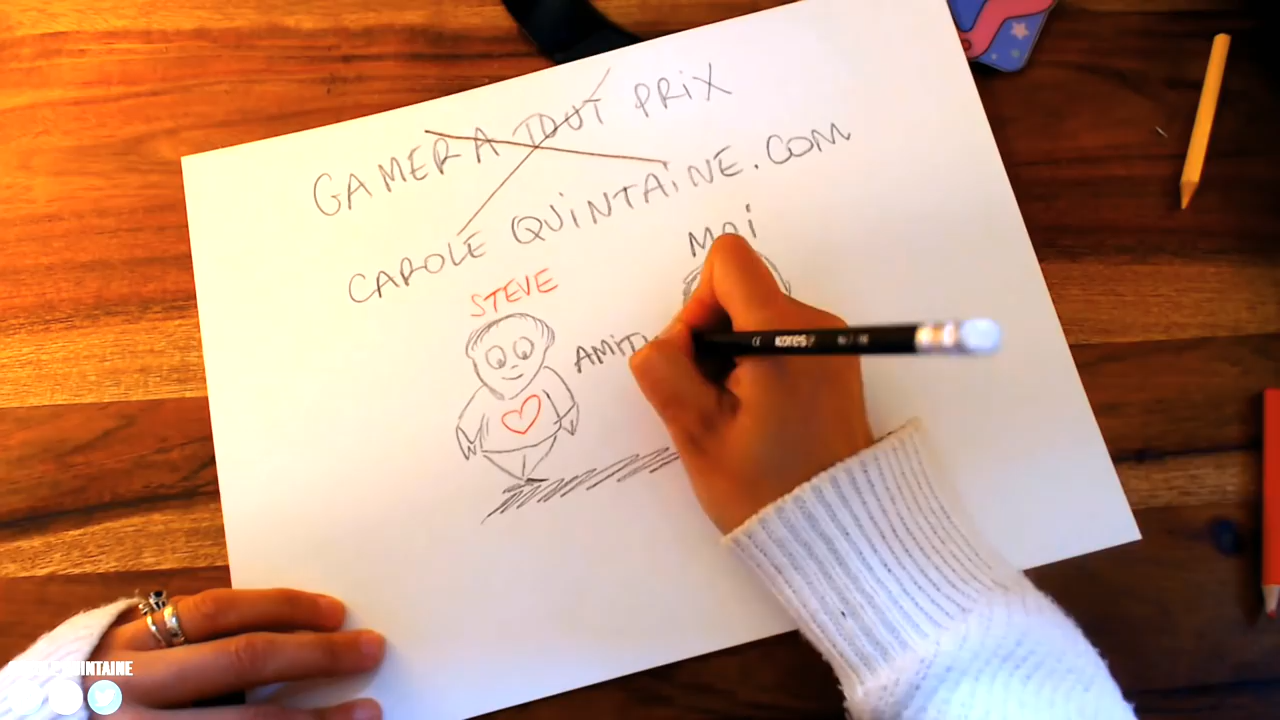 GAMER A TOUT PRiX
CAROLE QUiNTAiNE.COM
MOi
STEVE
kores